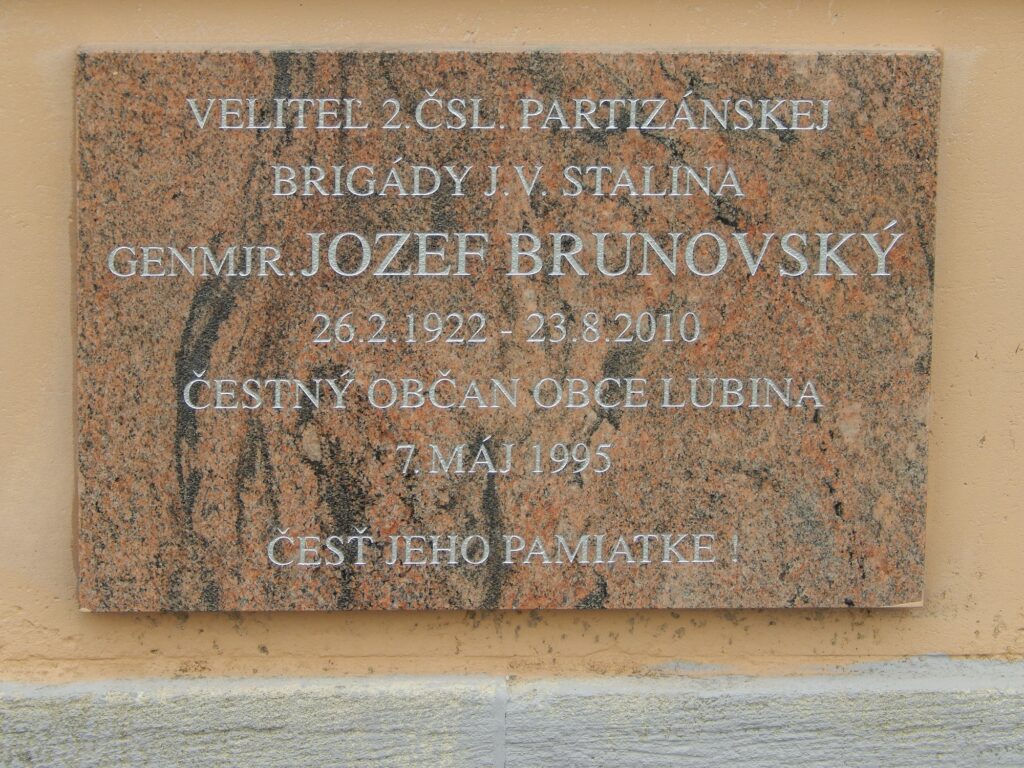 VELITEĽ 2.ČSL. PARTIZÁNSKEJ
BRIGÁDY J.V. STALINA
GENMJR. JOZEF BRUNOVSKÝ
26.2.1922 - 23.8.2010
ČESTNÝ OBČAN OBCE LUBINA
7. MÁJ 1995
ČESŤ JEHO PAMIATKE !